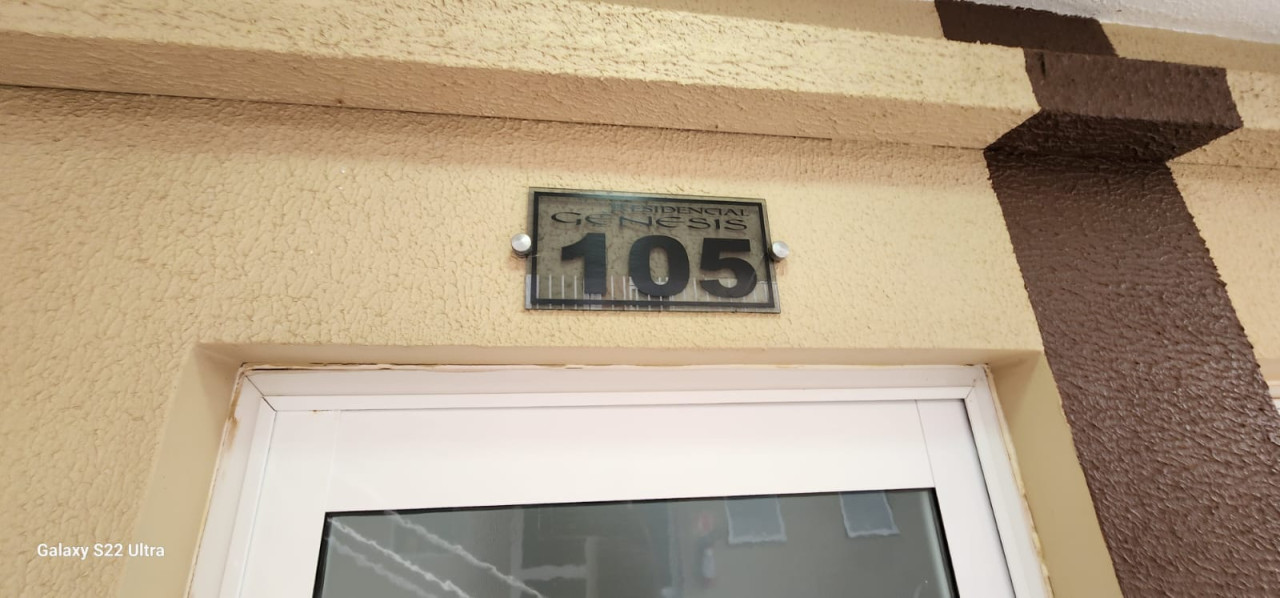 RESIDENCIAL
GENESIS
105
Galaxy S22 Ultra